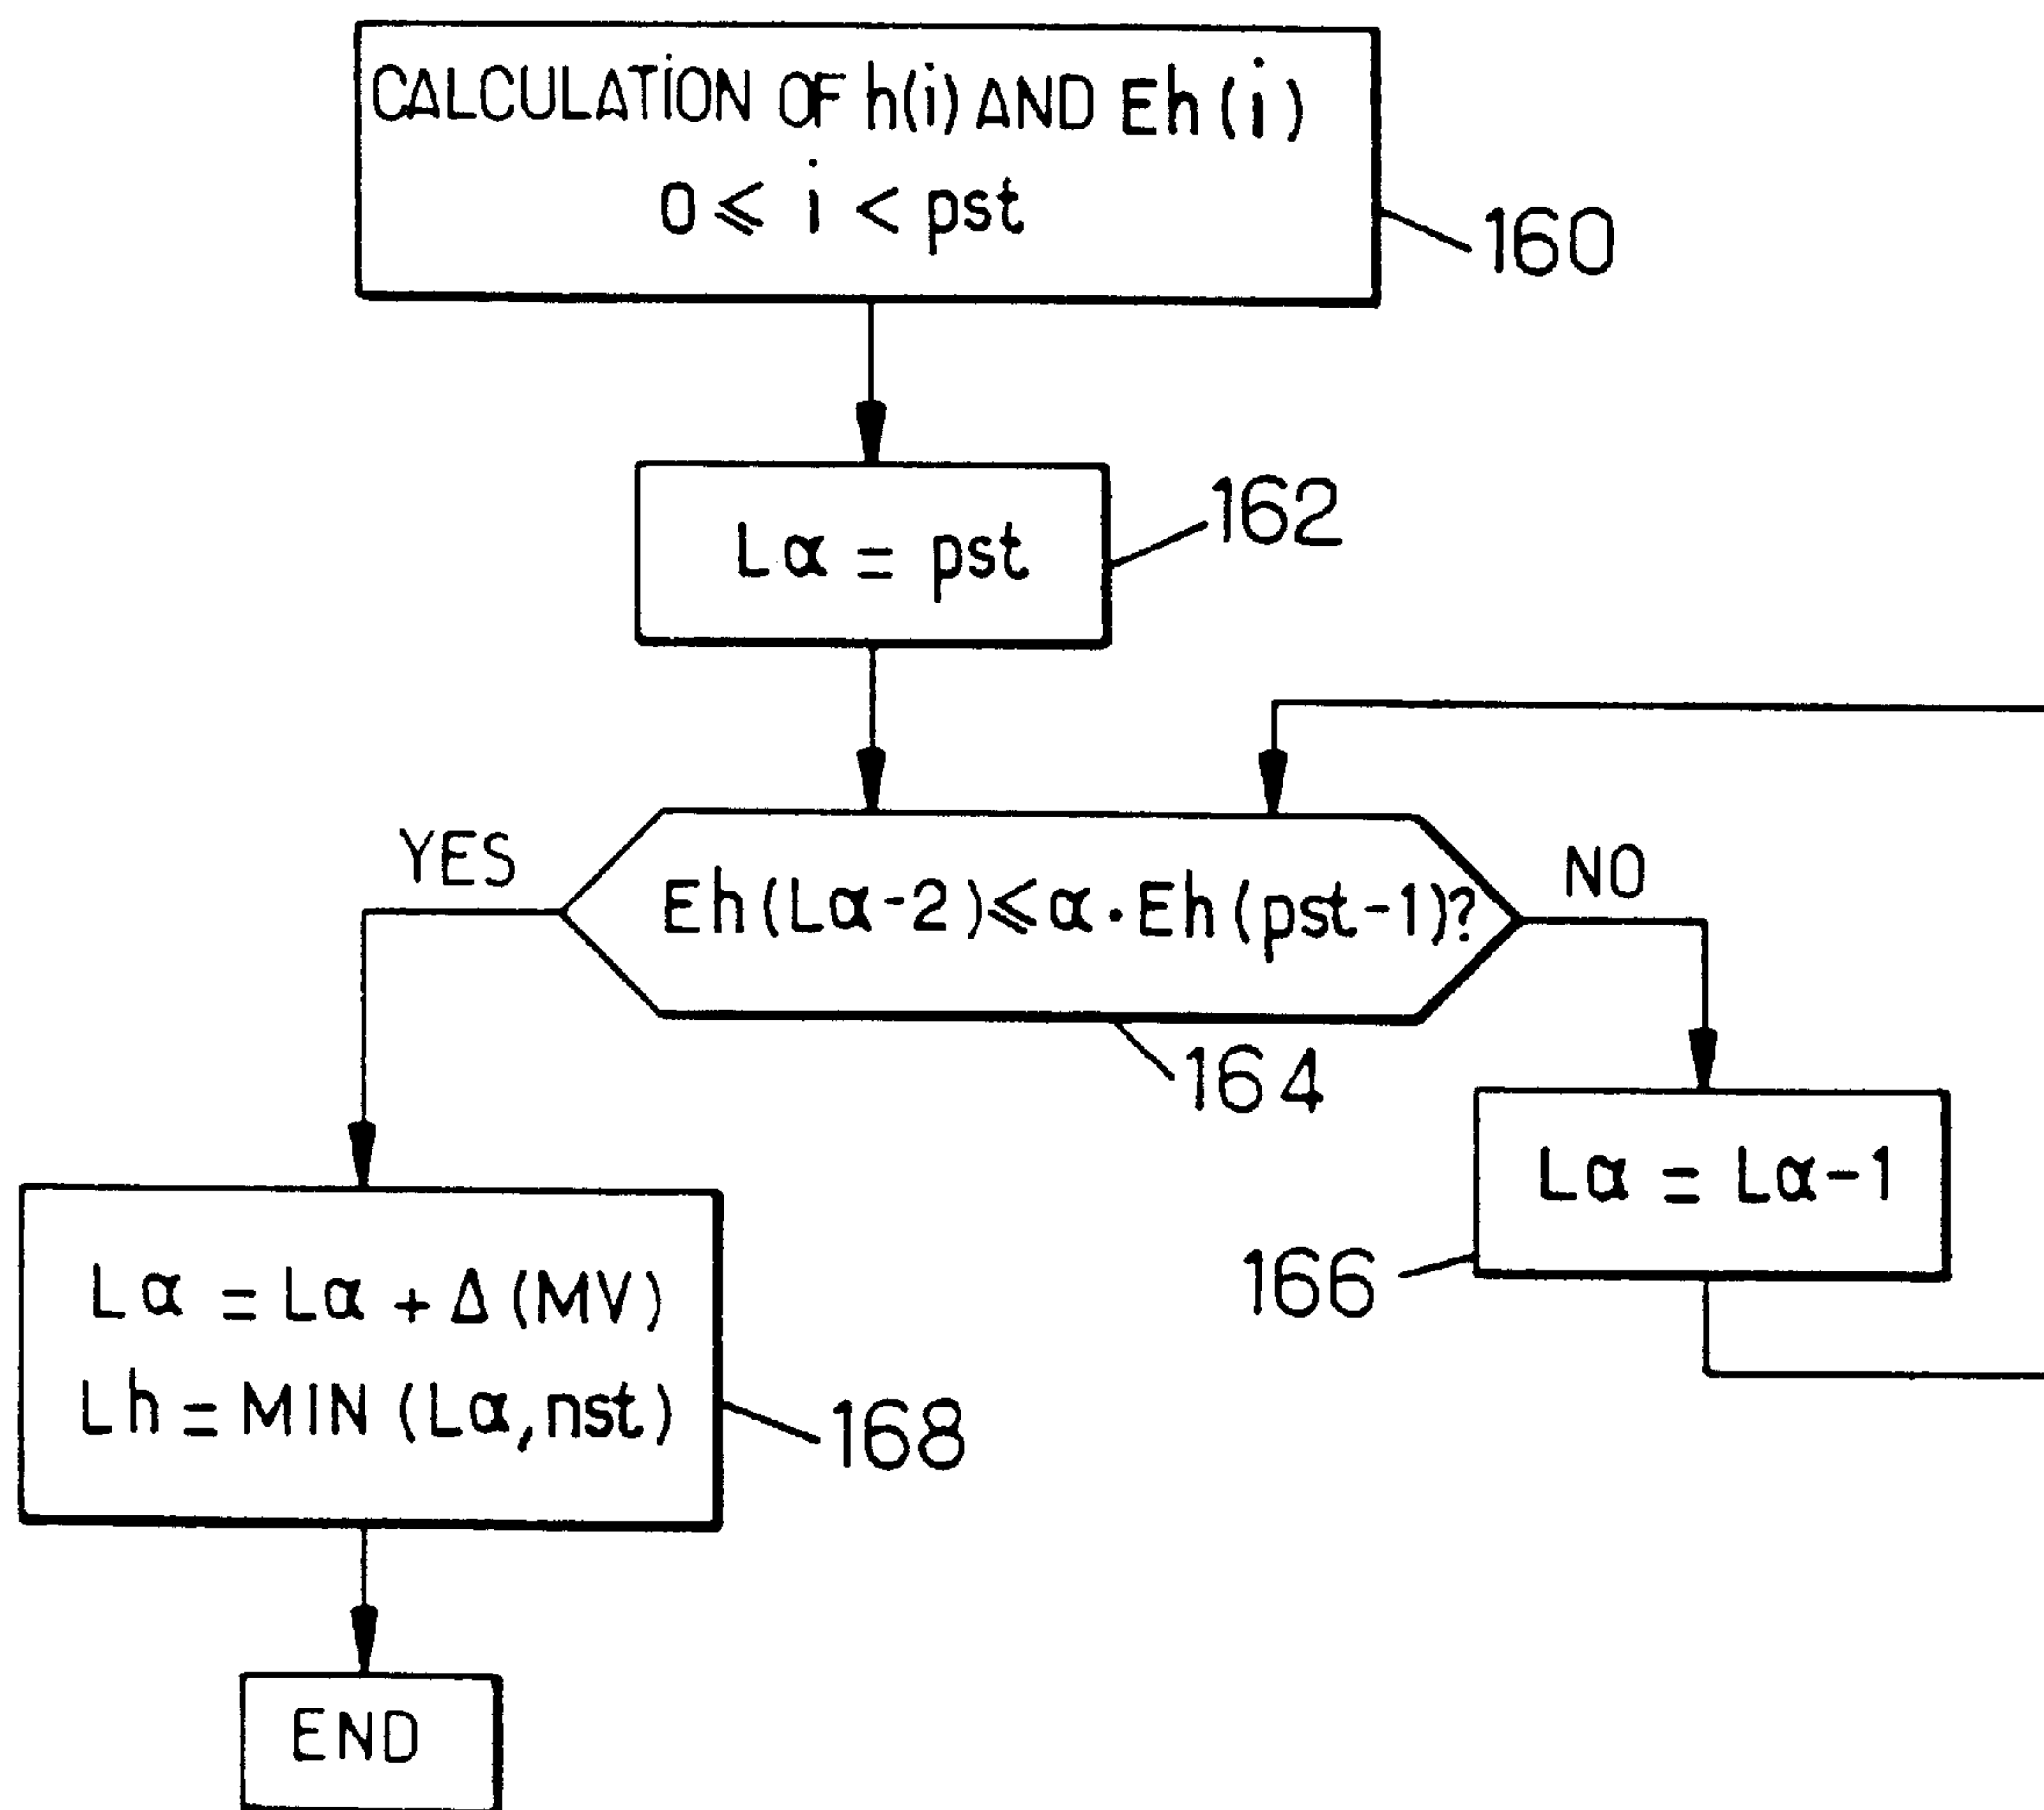 CALCULATION OF h(i) AND Eh(i)
0 ⩽ i < pst
160
Lα = pst
162
YES
Eh(Lα-2)⩽α·Eh(pst-1)?
NO
164
Lα = Lα-1
166
Lα = Lα + Δ(MV)
Lh = MIN (Lα,nst)
168
END